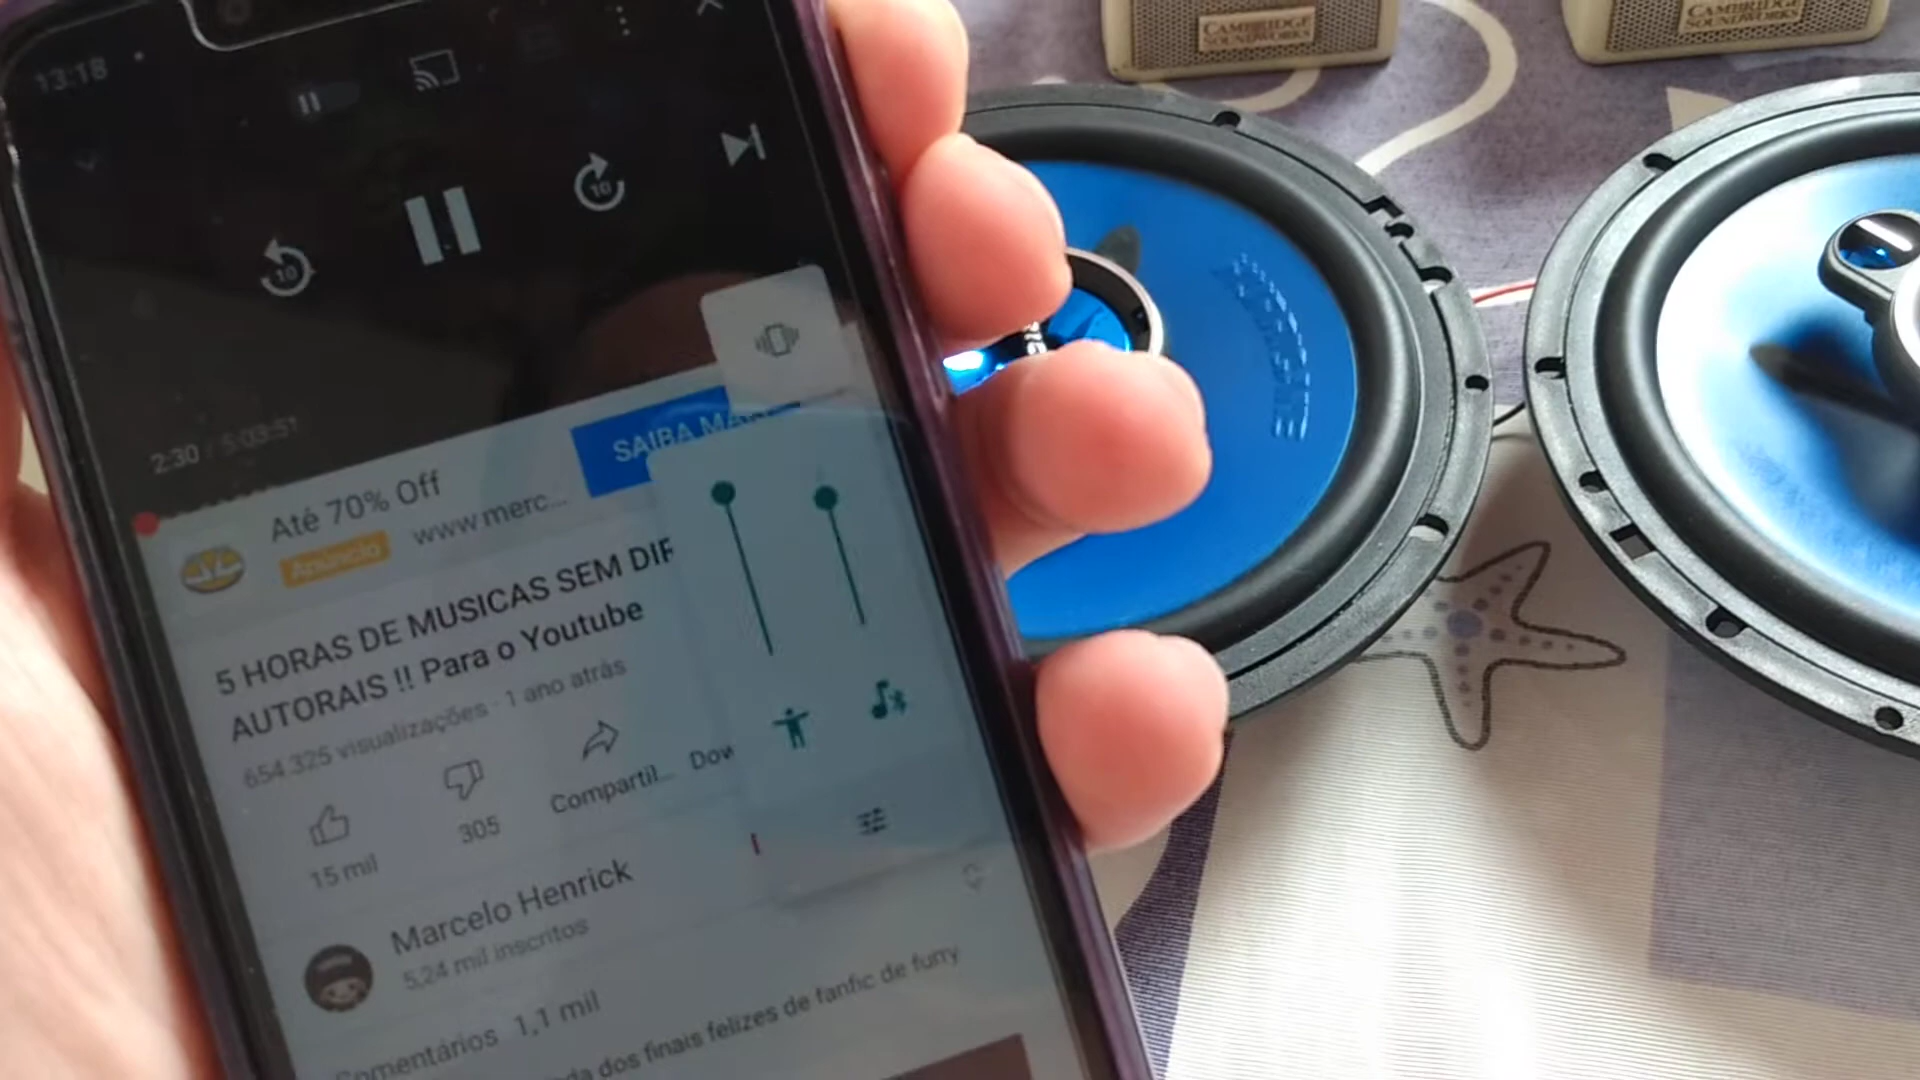 CAMBRIDGE
SOUNDWORKS
CAMBRIDGE
SOUNDWORKS
13:18
10
10
2:30 / 5:03:51
Até 70% Off
Anúncio www.merc...
SAIBA
5 HORAS DE MUSICAS SEM
AUTORAIS !! Para o Youtube
654.325 visualizações · 1 ano atrás
15 mil
305
Compartil...
Dow
Marcelo Henrick
5,24 mil inscritos
Comentários 1,1 mil
dos finais felizes de fanfic de furry